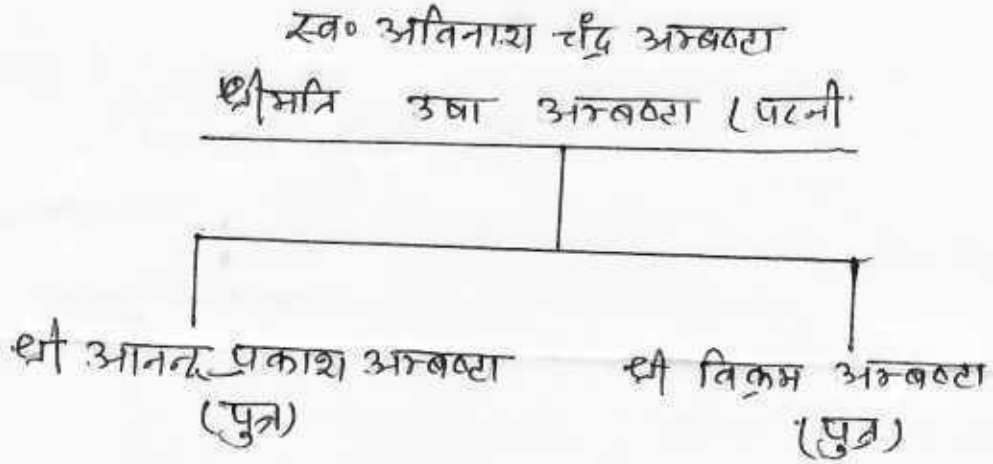 स्व० अविनाश चंद्र अम्बष्टा
श्रीमति उषा अम्बष्टा (पत्नी
श्री आनन्द प्रकाश अम्बष्टा
(पुत्र)
श्री विक्रम अम्बष्टा
(पुत्र)